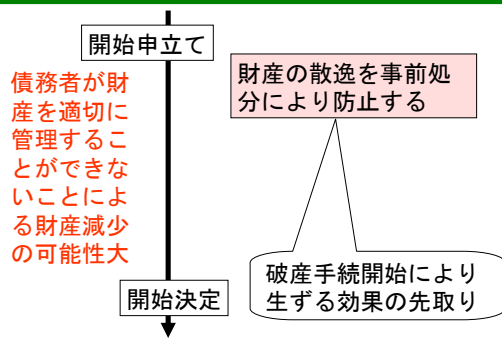 開始申立て
債務者が財
産を適切に
管理するこ
とができな
いことによ
る財産減少
の可能性大
財産の散逸を事前処
分により防止する
破産手続開始により
生ずる効果の先取り
開始決定